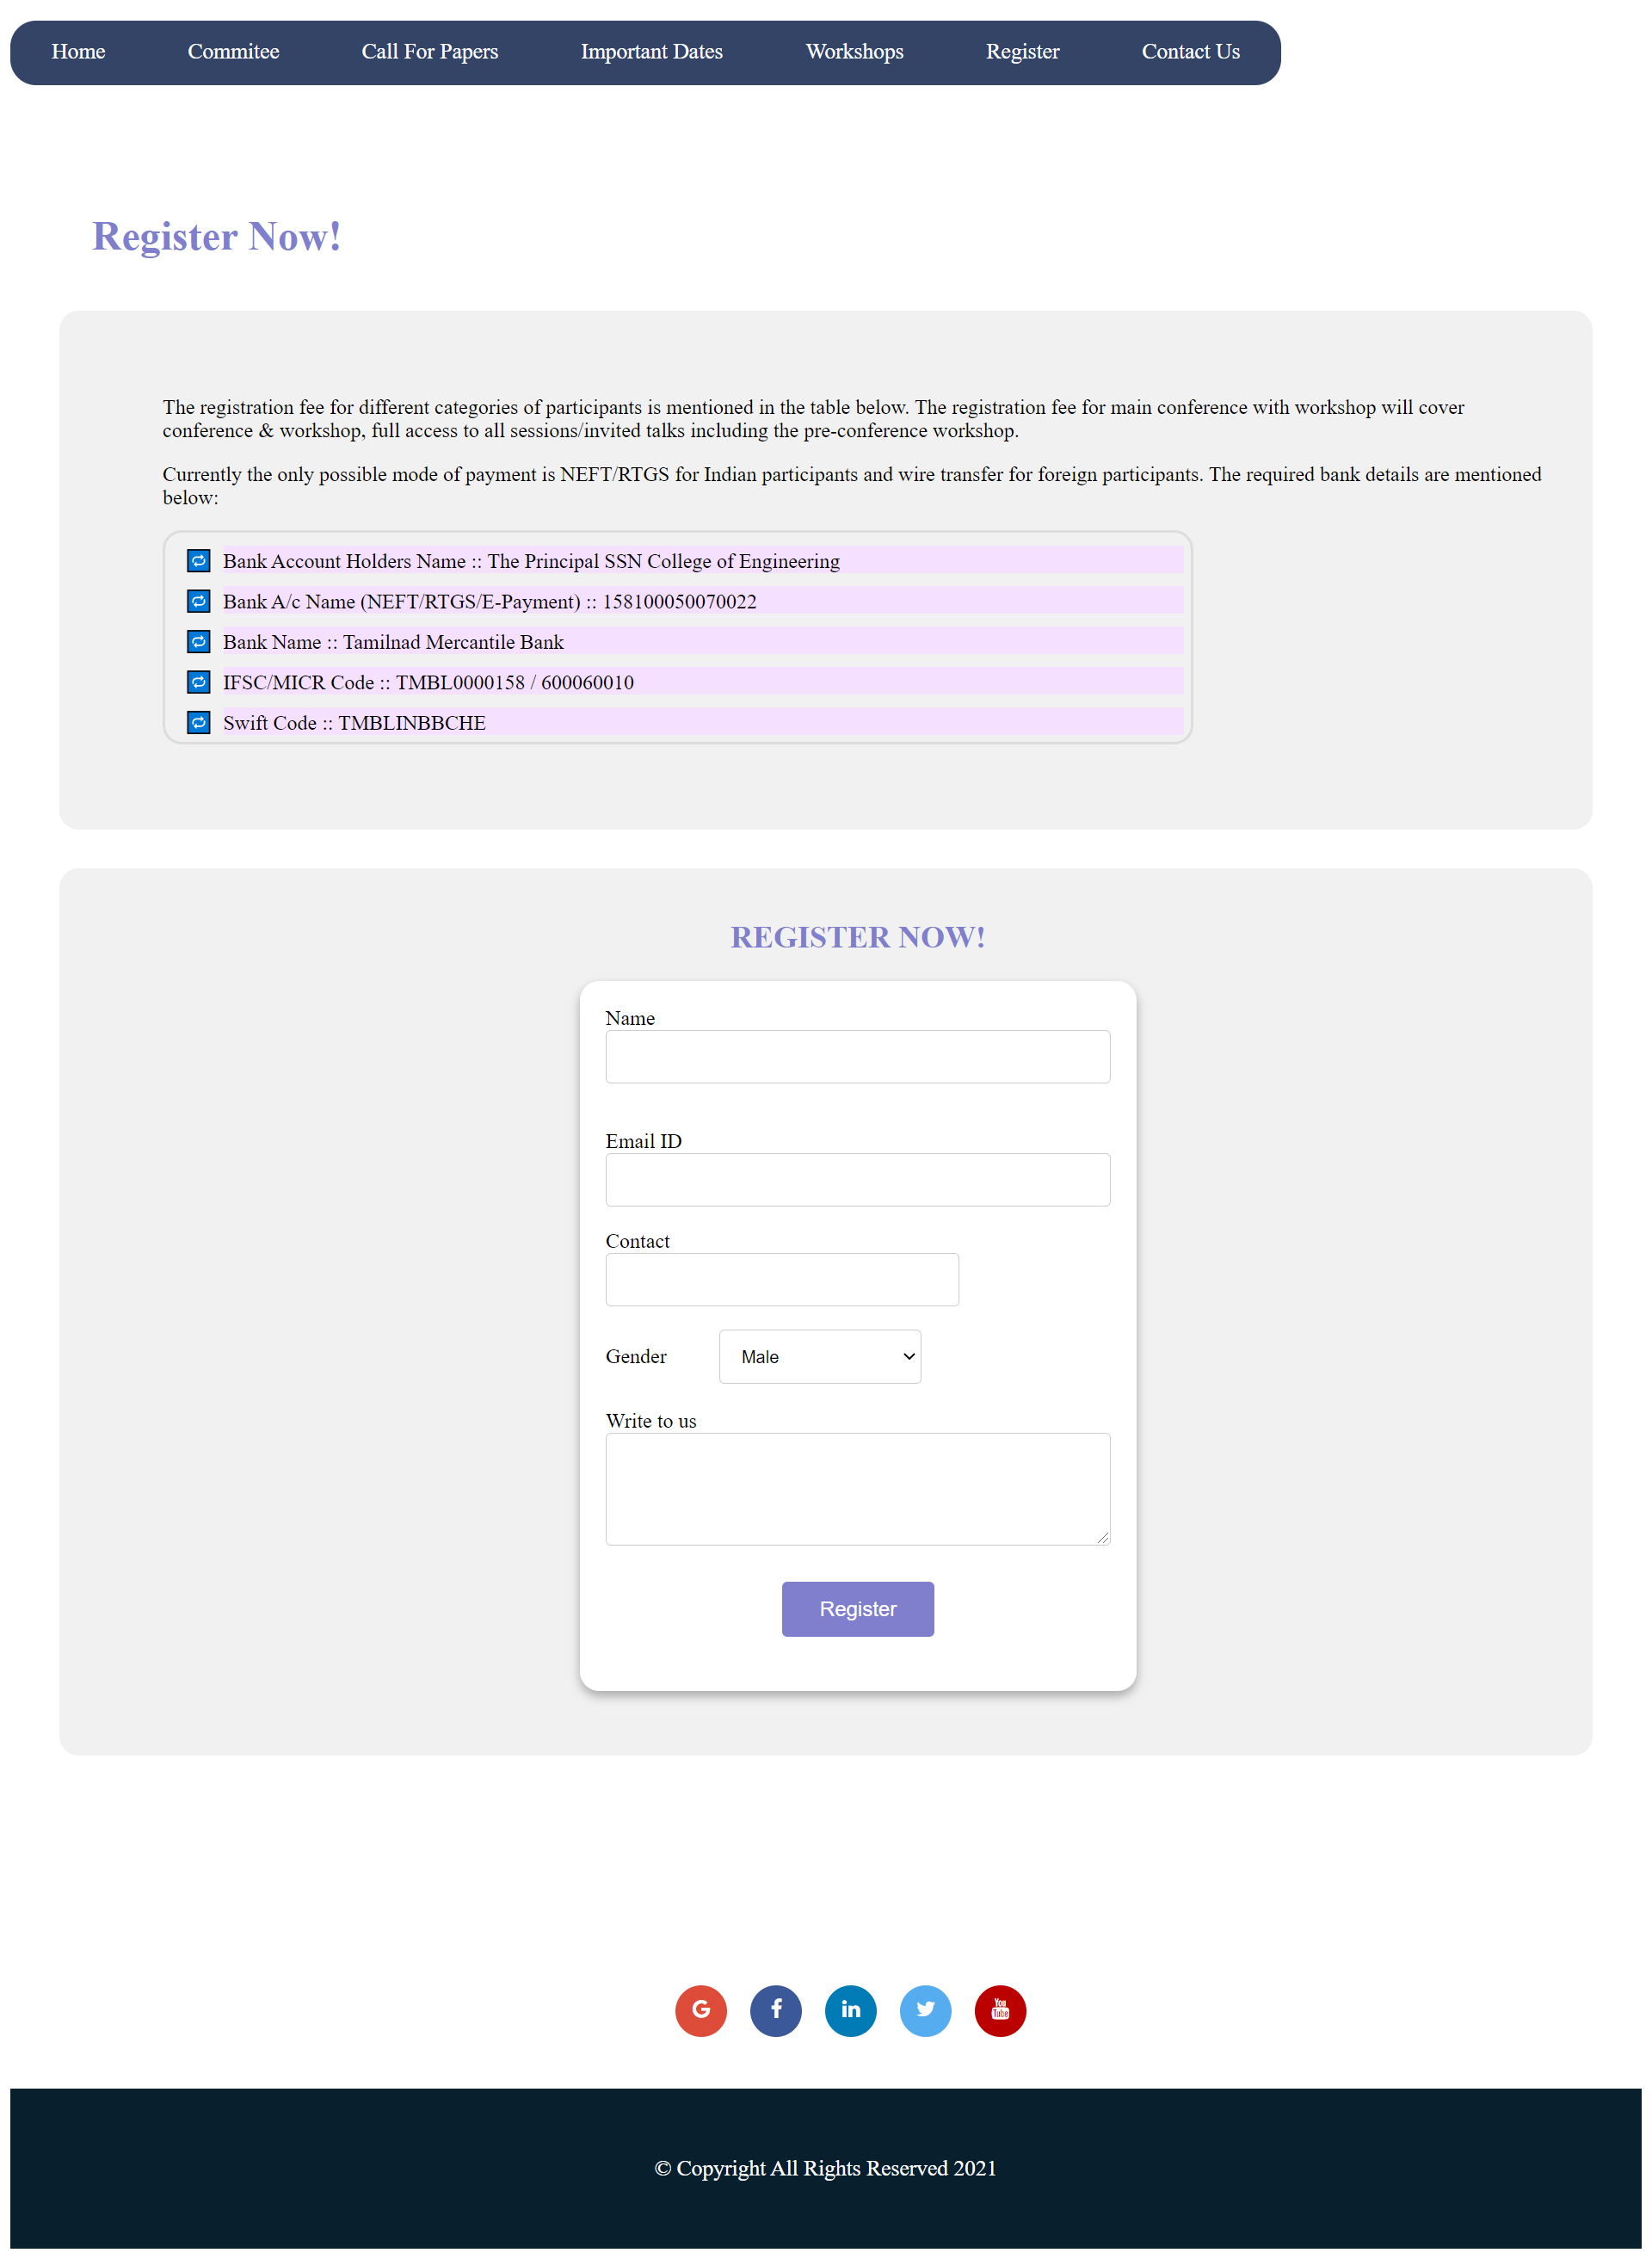 Home Commitee Call For Papers Important Dates Workshops Register Contact Us
Register Now!
The registration fee for different categories of participants is mentioned in the table below. The registration fee for main conference with workshop will cover
conference & workshop, full access to all sessions/invited talks including the pre-conference workshop.
Currently the only possible mode of payment is NEFT/RTGS for Indian participants and wire transfer for foreign participants. The required bank details are mentioned
below:
Bank Account Holders Name :: The Principal SSN College of Engineering
Bank A/c Name (NEFT/RTGS/E-Payment) :: 158100050070022
Bank Name :: Tamilnad Mercantile Bank
IFSC/MICR Code :: TMBL0000158 / 600060010
Swift Code :: TMBLINBBCHE
REGISTER NOW!
Name
Email ID
Contact
Gender Male
Write to us
Register
G f in You
Tube
© Copyright All Rights Reserved 2021